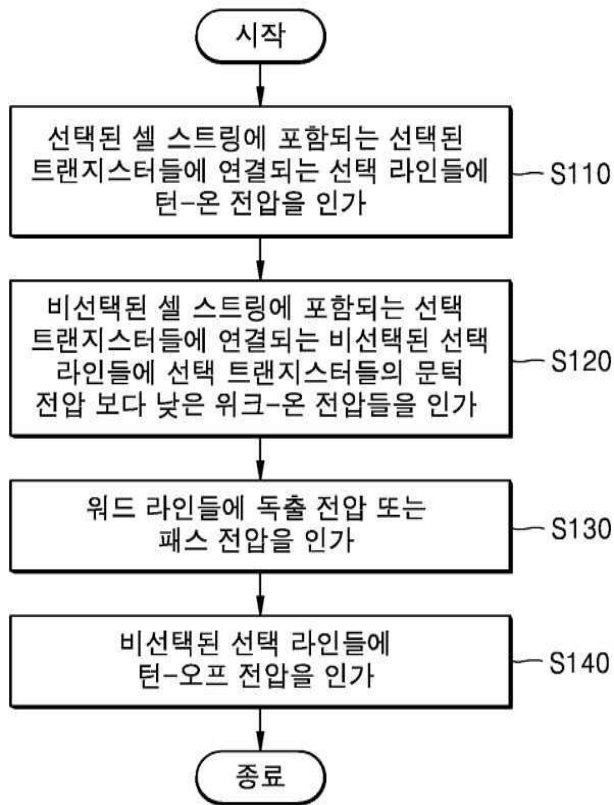 시작
선택된 셀 스트링에 포함되는 선택된
트랜지스터들에 연결되는 선택 라인들에
턴-온 전압을 인가
S110
비선택된 셀 스트링에 포함되는 선택
트랜지스터들에 연결되는 비선택된 선택
라인들에 선택 트랜지스터들의 문턱
전압 보다 낮은 위크-온 전압들을 인가
S120
워드 라인들에 독출 전압 또는
패스 전압을 인가
S130
비선택된 선택 라인들에
턴-오프 전압을 인가
S140
종료